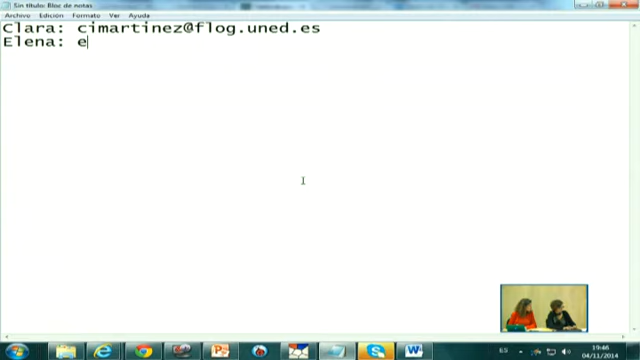 Sin título: Bloc de notas
Archivo Edición Formato Ver Ayuda
Clara: cimartinez@flog.uned.es
Elena: e
ES
19:46
04/11/2014